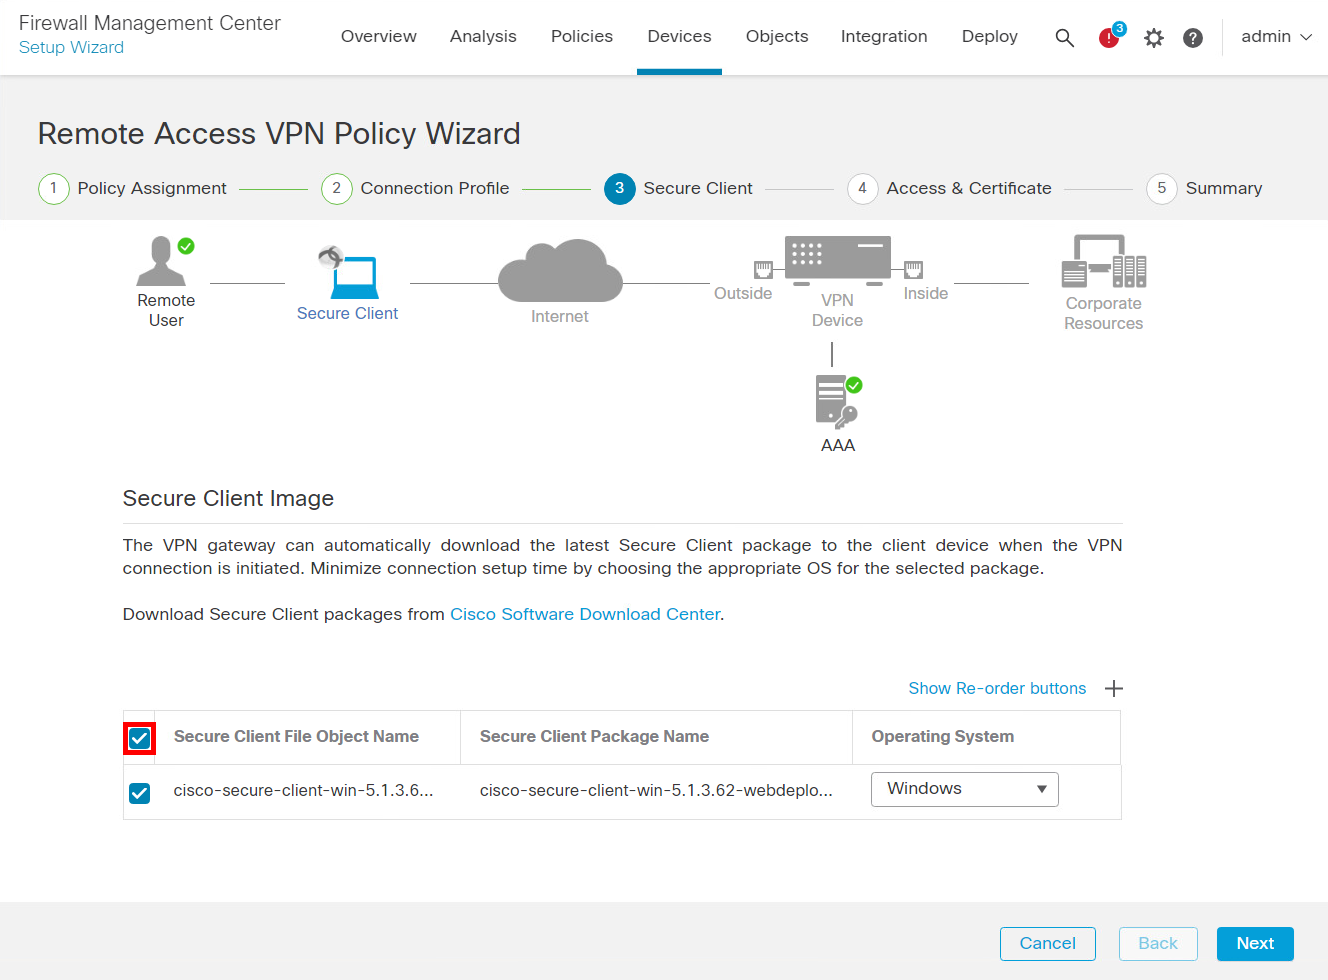 Firewall Management Center
Setup Wizard
Overview Analysis Policies Devices Objects Integration Deploy 3 admin
Remote Access VPN Policy Wizard
1 Policy Assignment 2 Connection Profile 3 Secure Client 4 Access & Certificate 5 Summary
Remote
User
Secure Client
Internet
Outside
VPN
Device
Inside
Corporate
Resources
AAA
Secure Client Image
The VPN gateway can automatically download the latest Secure Client package to the client device when the VPN
connection is initiated. Minimize connection setup time by choosing the appropriate OS for the selected package.
Download Secure Client packages from Cisco Software Download Center.
Show Re-order buttons
Secure Client File Object Name Secure Client Package Name Operating System
cisco-secure-client-win-5.1.3.6... cisco-secure-client-win-5.1.3.62-webdeplo... Windows
Cancel Back Next